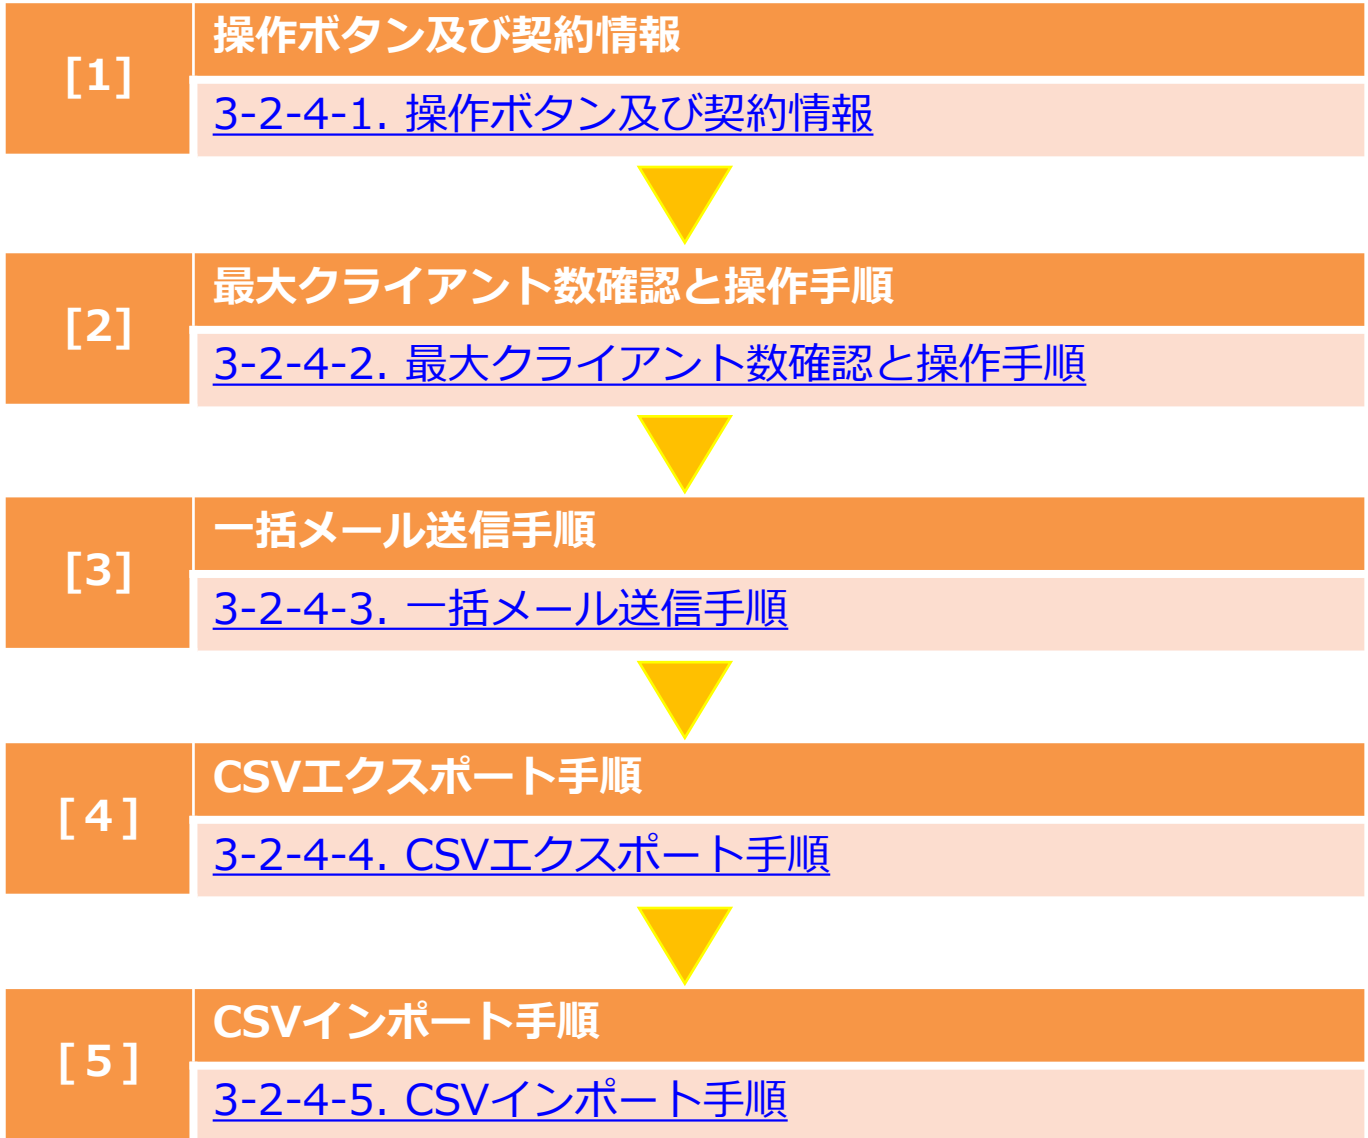 [1]
操作ボタン及び契約情報
3-2-4-1. 操作ボタン及び契約情報
[2]
最大クライアント数確認と操作手順
3-2-4-2. 最大クライアント数確認と操作手順
[3]
一括メール送信手順
3-2-4-3. 一括メール送信手順
[４]
CSVエクスポート手順
3-2-4-4. CSVエクスポート手順
[５]
CSVインポート手順
3-2-4-5. CSVインポート手順